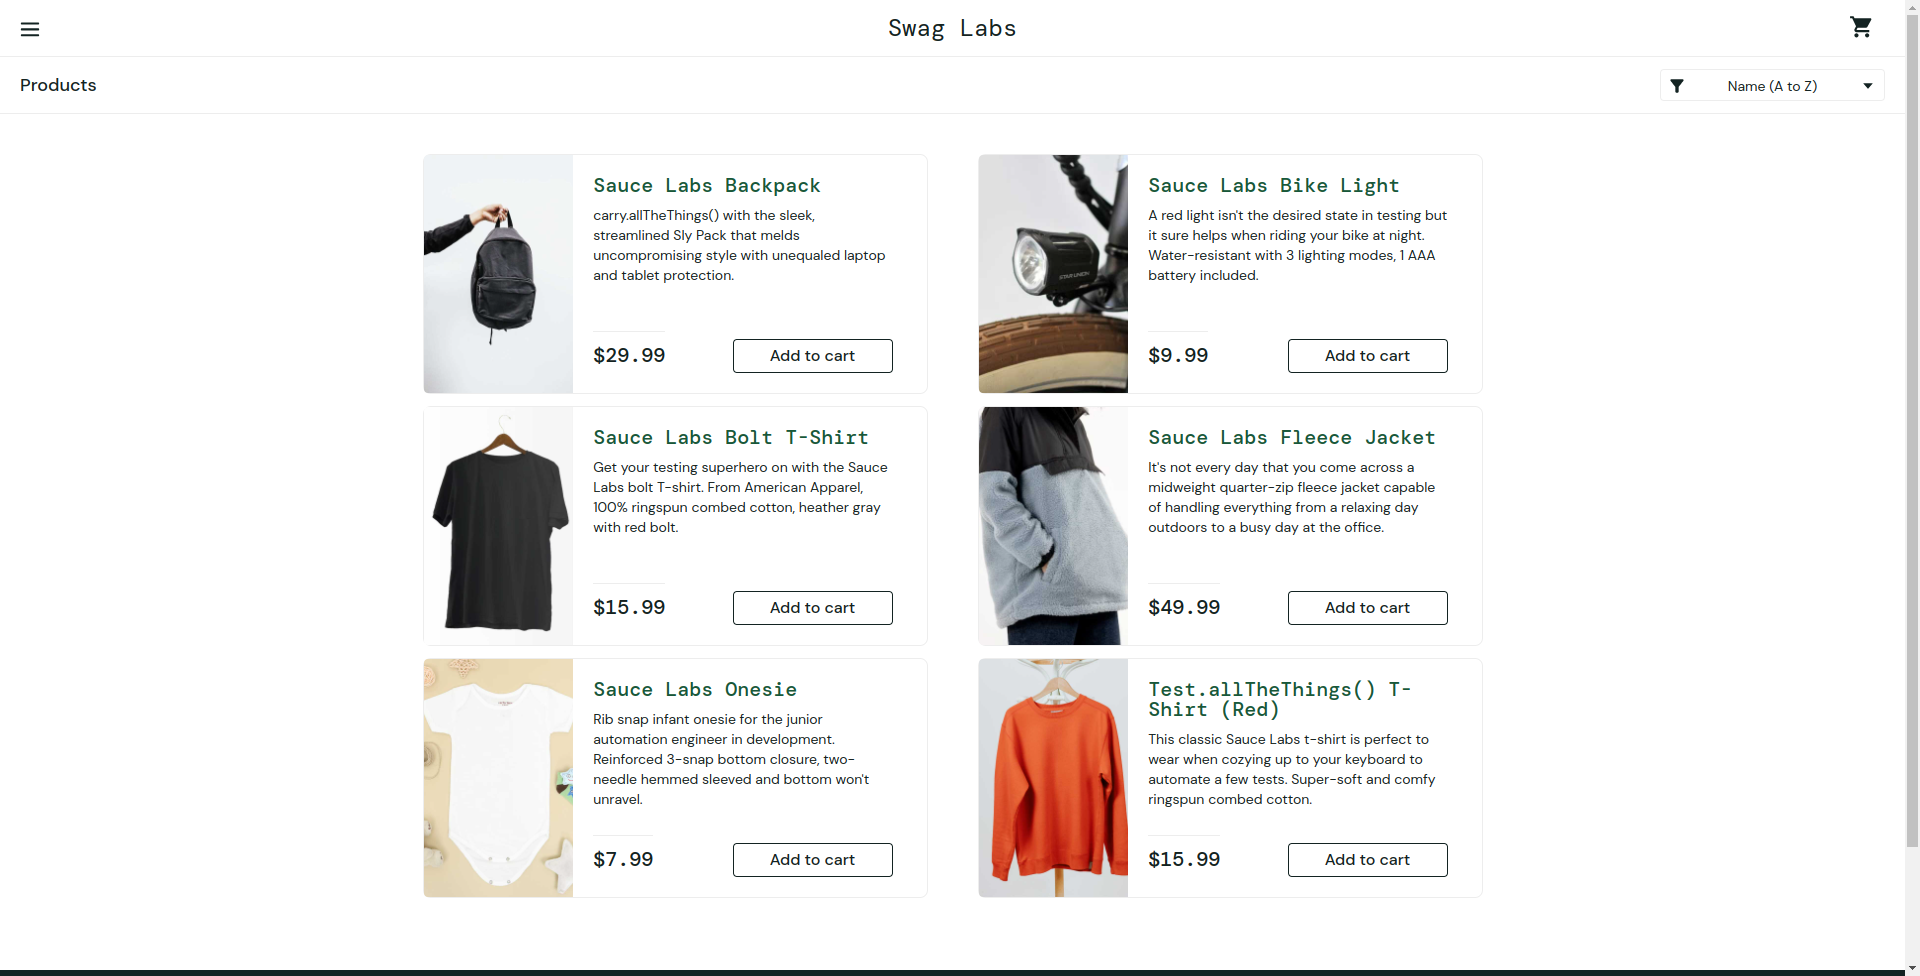 Swag Labs
Products
Name (A to Z)
Sauce Labs Backpack
carry.allTheThings() with the sleek,
streamlined Sly Pack that melds
uncompromising style with unequaled laptop
and tablet protection.
$29.99
Add to cart
Sauce Labs Bike Light
A red light isn't the desired state in testing but
it sure helps when riding your bike at night.
Water-resistant with 3 lighting modes, 1 AAA
battery included.
$9.99
Add to cart
Sauce Labs Bolt T-Shirt
Get your testing superhero on with the Sauce
Labs bolt T-shirt. From American Apparel,
100% ringspun combed cotton, heather gray
with red bolt.
$15.99
Add to cart
Sauce Labs Fleece Jacket
It's not every day that you come across a
midweight quarter-zip fleece jacket capable
of handling everything from a relaxing day
outdoors to a busy day at the office.
$49.99
Add to cart
Sauce Labs Onesie
Rib snap infant onesie for the junior
automation engineer in development.
Reinforced 3-snap bottom closure, two-
needle hemmed sleeved and bottom won't
unravel.
$7.99
Add to cart
Test.allTheThings() T-
Shirt (Red)
This classic Sauce Labs t-shirt is perfect to
wear when cozying up to your keyboard to
automate a few tests. Super-soft and comfy
ringspun combed cotton.
$15.99
Add to cart